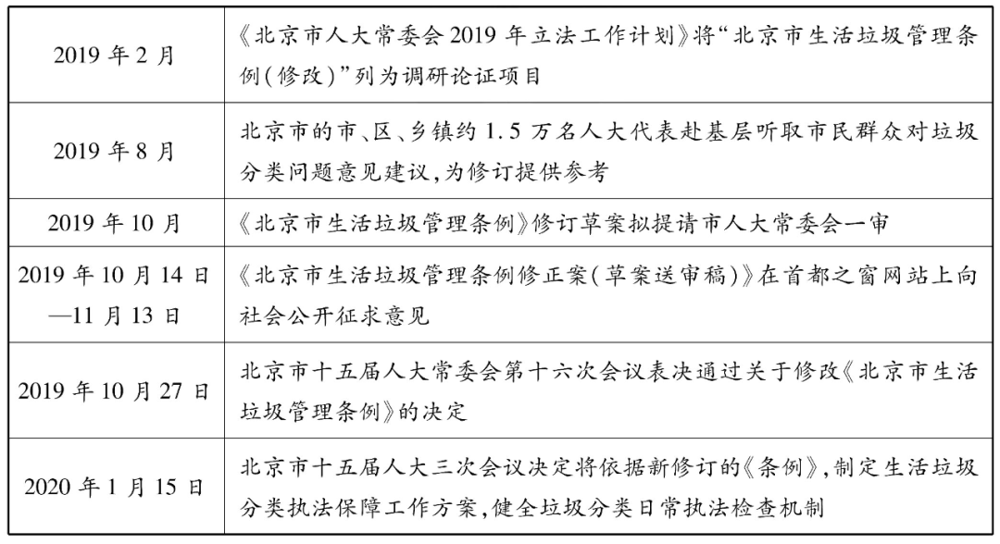 2019 年 2 月
《北京市人大常委会 2019 年立法工作计划》将“北京市生活垃圾管理条
例(修改)”列为调研论证项目
2019 年 8 月
北京市的市、区、乡镇约 1.5 万名人大代表赴基层听取市民群众对垃圾
分类问题意见建议,为修订提供参考
2019 年 10 月
《北京市生活垃圾管理条例》修订草案拟提请市人大常委会一审
2019 年 10 月 14 日
—11 月 13 日
《北京市生活垃圾管理条例修正案(草案送审稿)》在首都之窗网站上向
社会公开征求意见
2019 年 10 月 27 日
北京市十五届人大常委会第十六次会议表决通过关于修改《北京市生活
垃圾管理条例》的决定
2020 年 1 月 15 日
北京市十五届人大三次会议决定将依据新修订的《条例》,制定生活垃圾
分类执法保障工作方案,健全垃圾分类日常执法检查机制